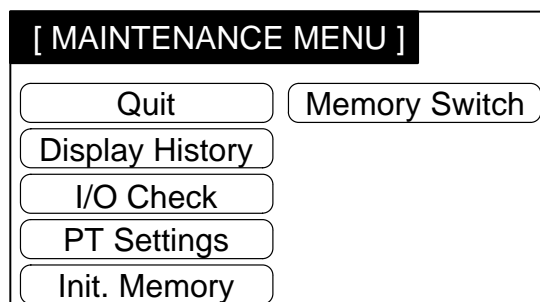 [ MAINTENANCE MENU ]
Quit
Memory Switch
Display History
I/O Check
PT Settings
Init. Memory